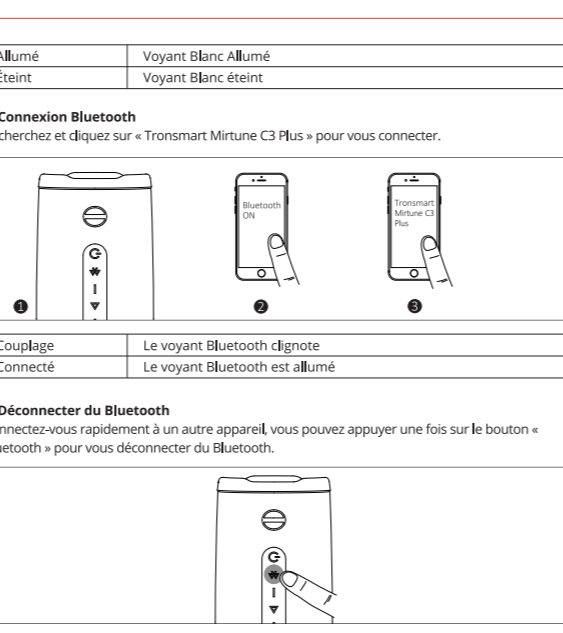 Allumé Voyant Blanc Allumé
Éteint Voyant Blanc éteint
Connexion Bluetooth
cherchez et cliquez sur « Tronsmart Mirtune C3 Plus » pour vous connecter.
Bluetooth
ON
Tronsmart
Mirtune C3
Plus
1 2 3
Couplage Le voyant Bluetooth clignote
Connecté Le voyant Bluetooth est allumé
Déconnecter du Bluetooth
nnectez-vous rapidement à un autre appareil, vous pouvez appuyer une fois sur le bouton «
uetooth » pour vous déconnecter du Bluetooth.